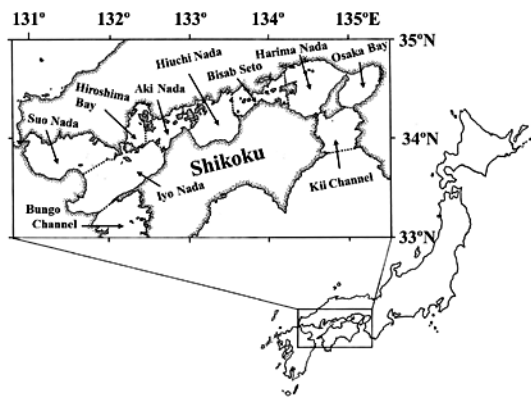 131° 132° 133° 134° 135°E
35°N
34°N
33°N
Harima Nada
Osaka Bay
Hiuchi Nada
Bisab Seto
Aki Nada
Hiroshima
Bay
Suo Nada
Shikoku
Kii Channel
Iyo Nada
Bungo
Channel